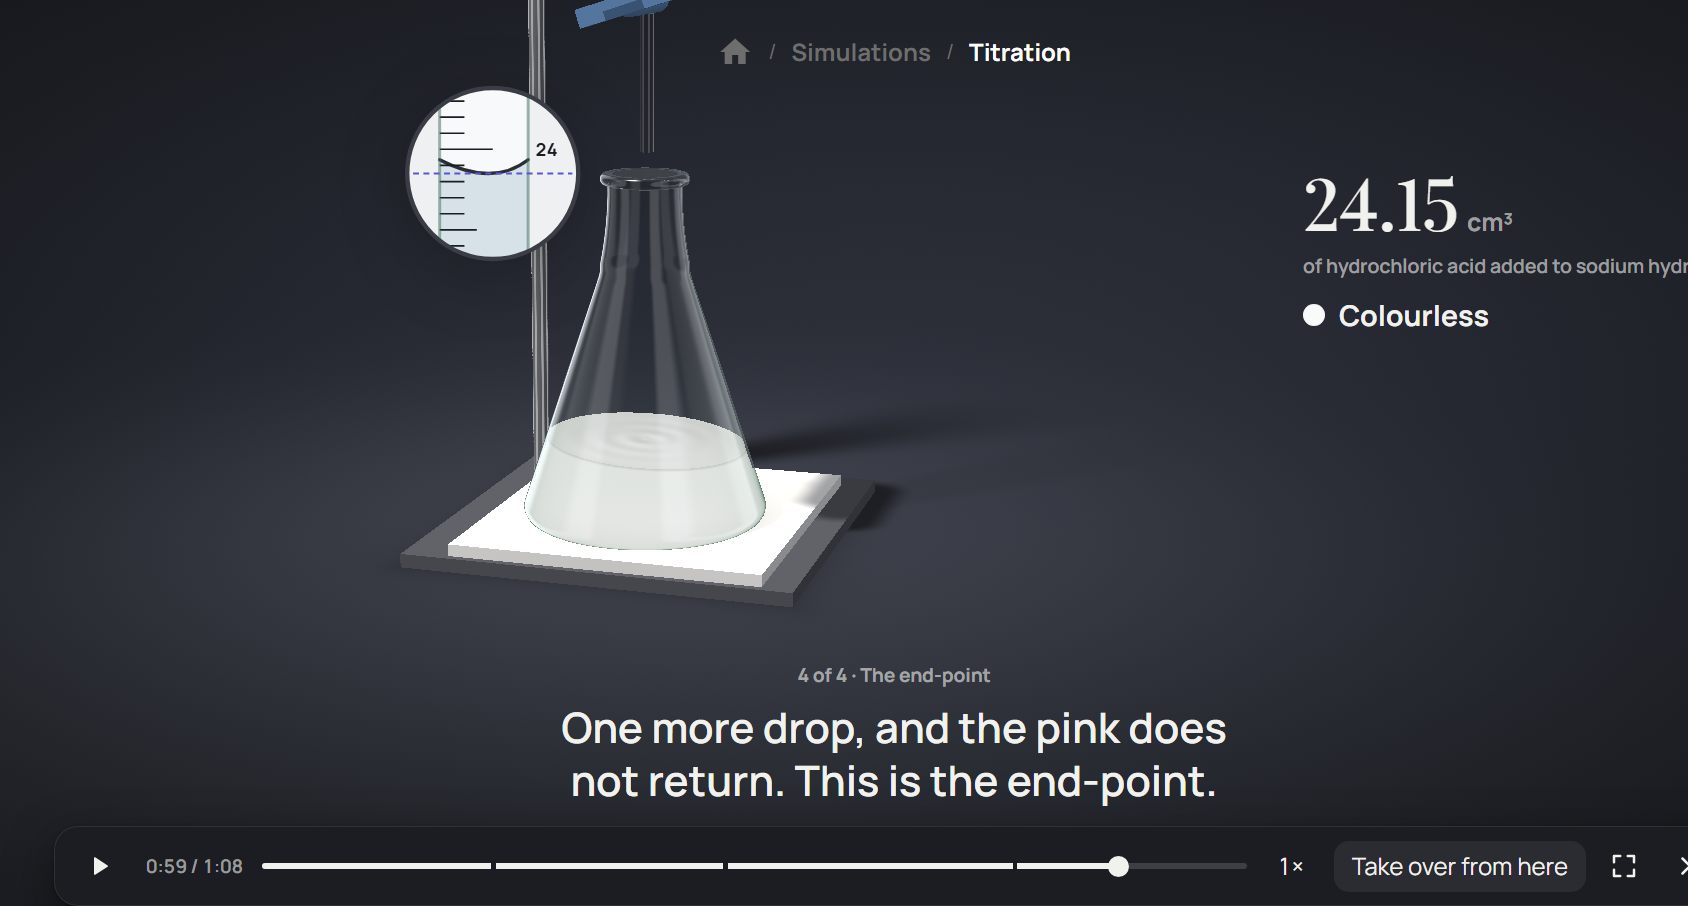 / Simulations / Titration
24
24.15 cm³
of hydrochloric acid added to sodium
Colourless
4 of 4 · The end-point
One more drop, and the pink does
not return. This is the end-point.
0:59 / 1:08
1×
Take over from here